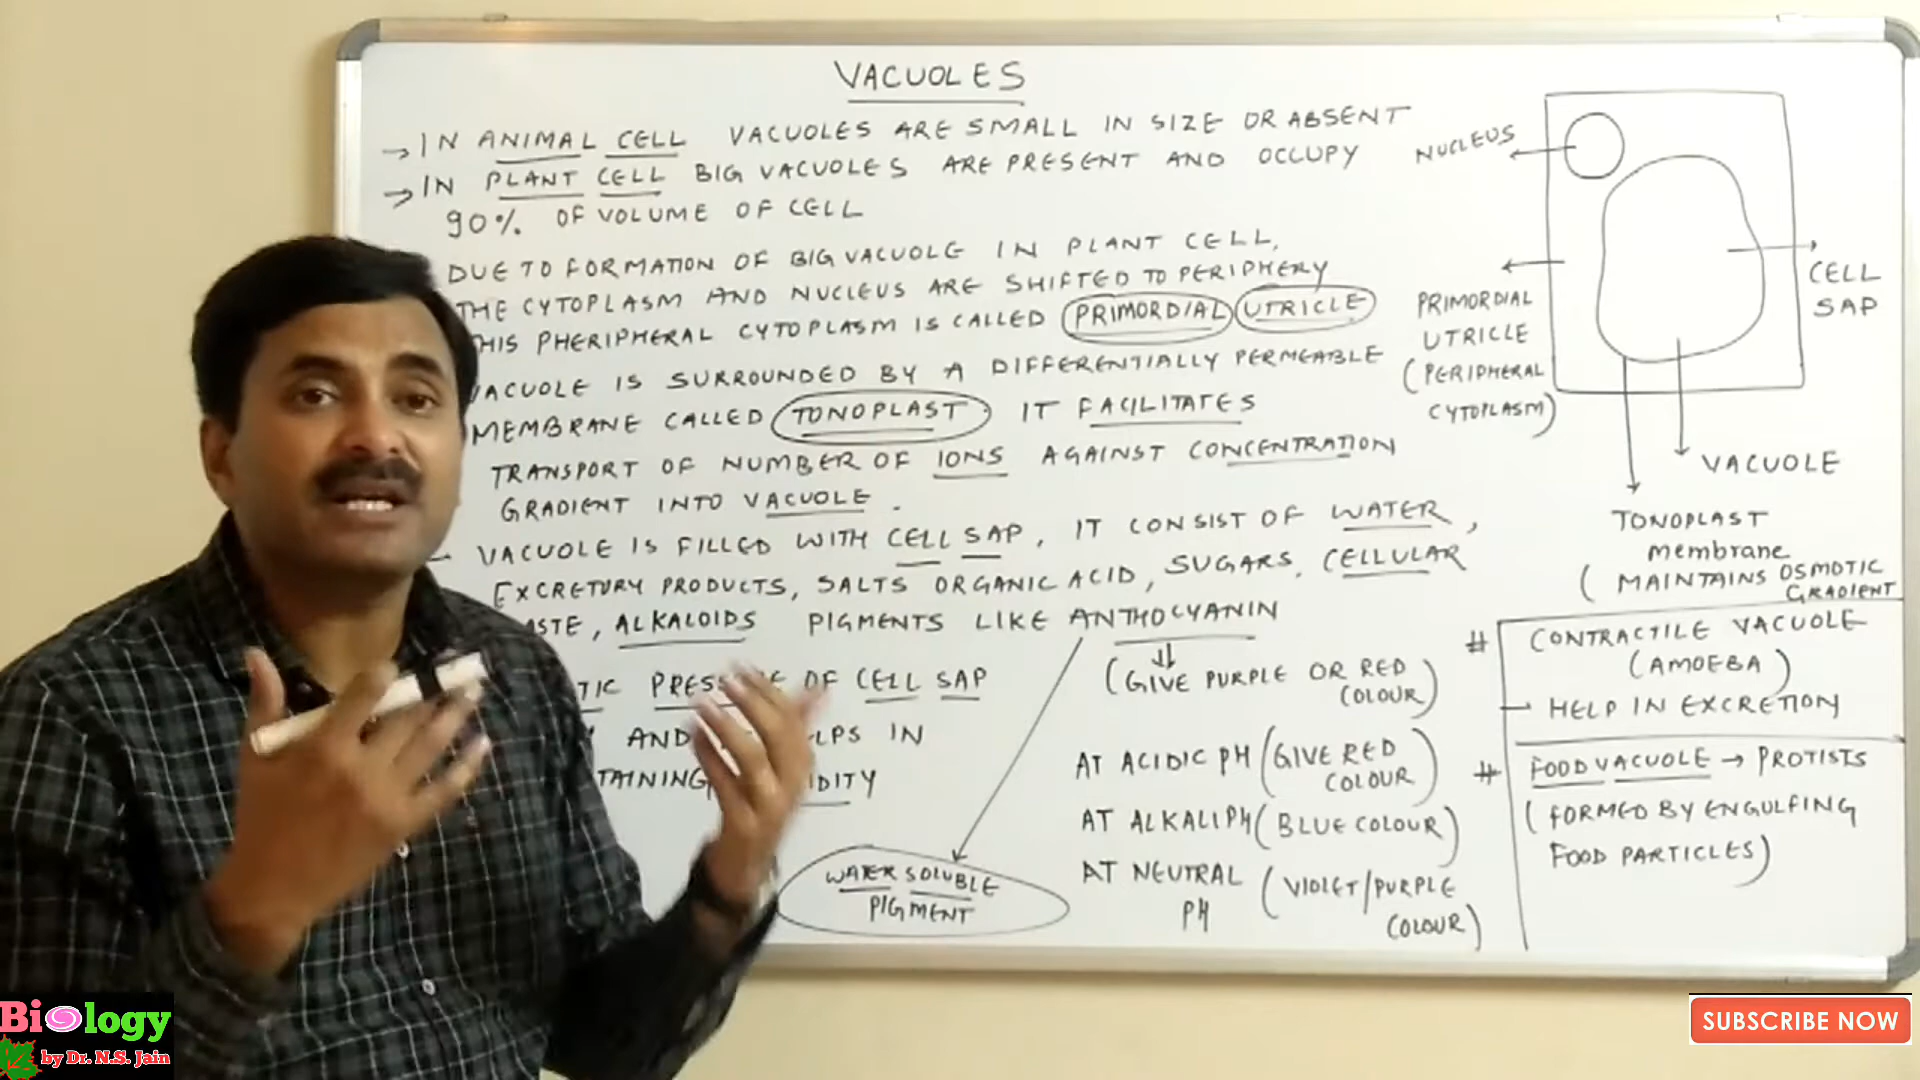 VACUOLES
→ IN ANIMAL CELL VACUOLES ARE SMALL IN SIZE OR ABSENT
→ IN PLANT CELL BIG VACUOLES ARE PRESENT AND OCCUPY
90% OF VOLUME OF CELL
DUE TO FORMATION OF BIG VACUOLE IN PLANT CELL,
THE CYTOPLASM AND NUCLEUS ARE SHIFTED TO PERIPHERY
HIS PHERIPHERAL CYTOPLASM IS CALLED PRIMORDIAL UTRICLE
VACUOLE IS SURROUNDED BY A DIFFERENTIALLY PERMEABLE
MEMBRANE CALLED TONOPLAST IT FACILITATES
TRANSPORT OF NUMBER OF IONS AGAINST CONCENTRATION
GRADIENT INTO VACUOLE .
VACUOLE IS FILLED WITH CELL SAP, IT CONSIST OF WATER,
EXCRETORY PRODUCTS, SALTS ORGANIC ACID, SUGARS, CELLULAR
ASTE, ALKALOIDS PIGMENTS LIKE ANTHOCYANIN
(GIVE PURPLE OR RED
COLOUR)
TIC PRESS E OF CELL SAP
AND LPS IN
TAINING IDITY
AT ACIDIC PH (GIVE RED
COLOUR)
AT ALKALI PH (BLUE COLOUR)
AT NEUTRAL (VIOLET/PURPLE
PH COLOUR)
WATER SOLUBLE
PIGMENT
NUCLEUS
PRIMORDIAL
UTRICLE
(PERIPHERAL
CYTOPLASM)
CELL
SAP
VACUOLE
TONOPLAST
membrane
(MAINTAINS OSMOTIC
GRADIENT
# CONTRACTILE VACUOLE
(AMOEBA)
HELP IN EXCRETION
# FOOD VACUOLE → PROTISTS
(FORMED BY ENGULFING
FOOD PARTICLES)
Biology
by Dr. N.S. Jain
SUBSCRIBE NOW